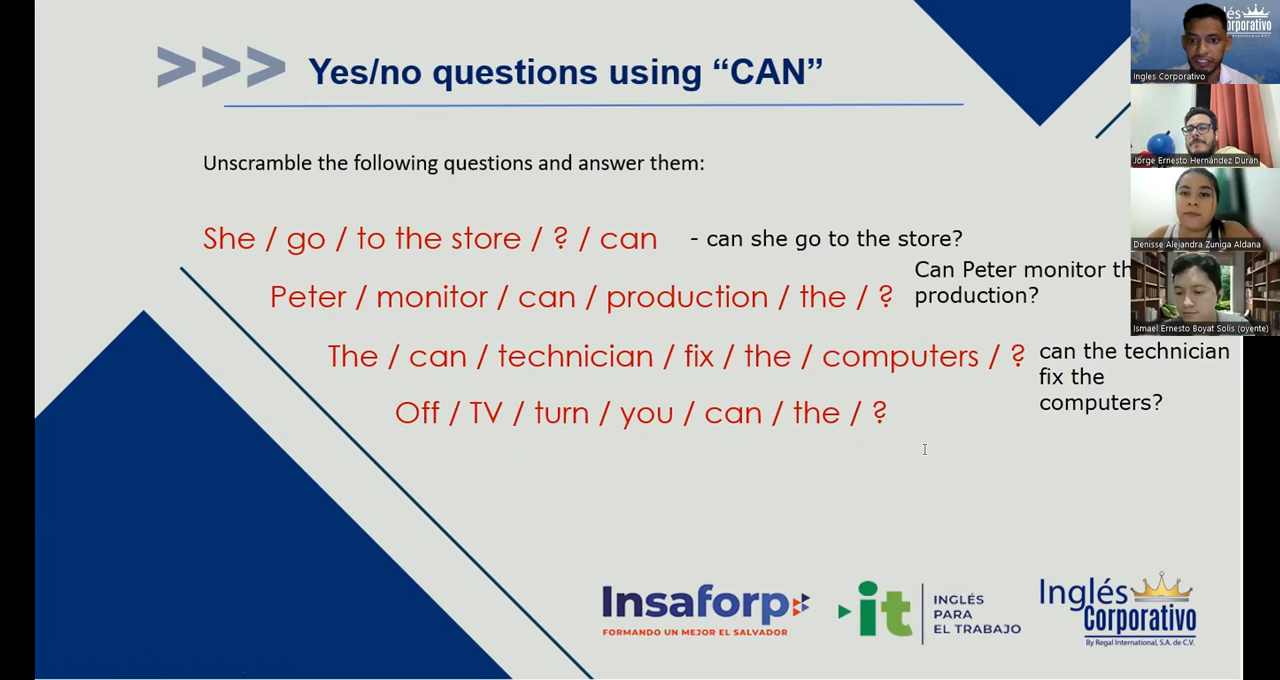 >>> Yes/no questions using “CAN”
Unscramble the following questions and answer them:
She / go / to the store / ? / can
- can she go to the store?
Peter / monitor / can / production / the / ?
Can Peter monitor th
production?
The / can / technician / fix / the / computers / ?
can the technician
fix the
computers?
Off / TV / turn / you / can / the / ?
Insaforp
FORMANDO UN MEJOR EL SALVADOR
it
INGLÉS
PARA
EL TRABAJO
Inglés
Corporativo
By Regal International, S.A. de C.V.
lés
orporativo
Ingles Corporativo
Jorge Ernesto Hernández Durán
Denisse Alejandra Zuniga Aldana
Ismael Ernesto Boyat Solis (oyente)